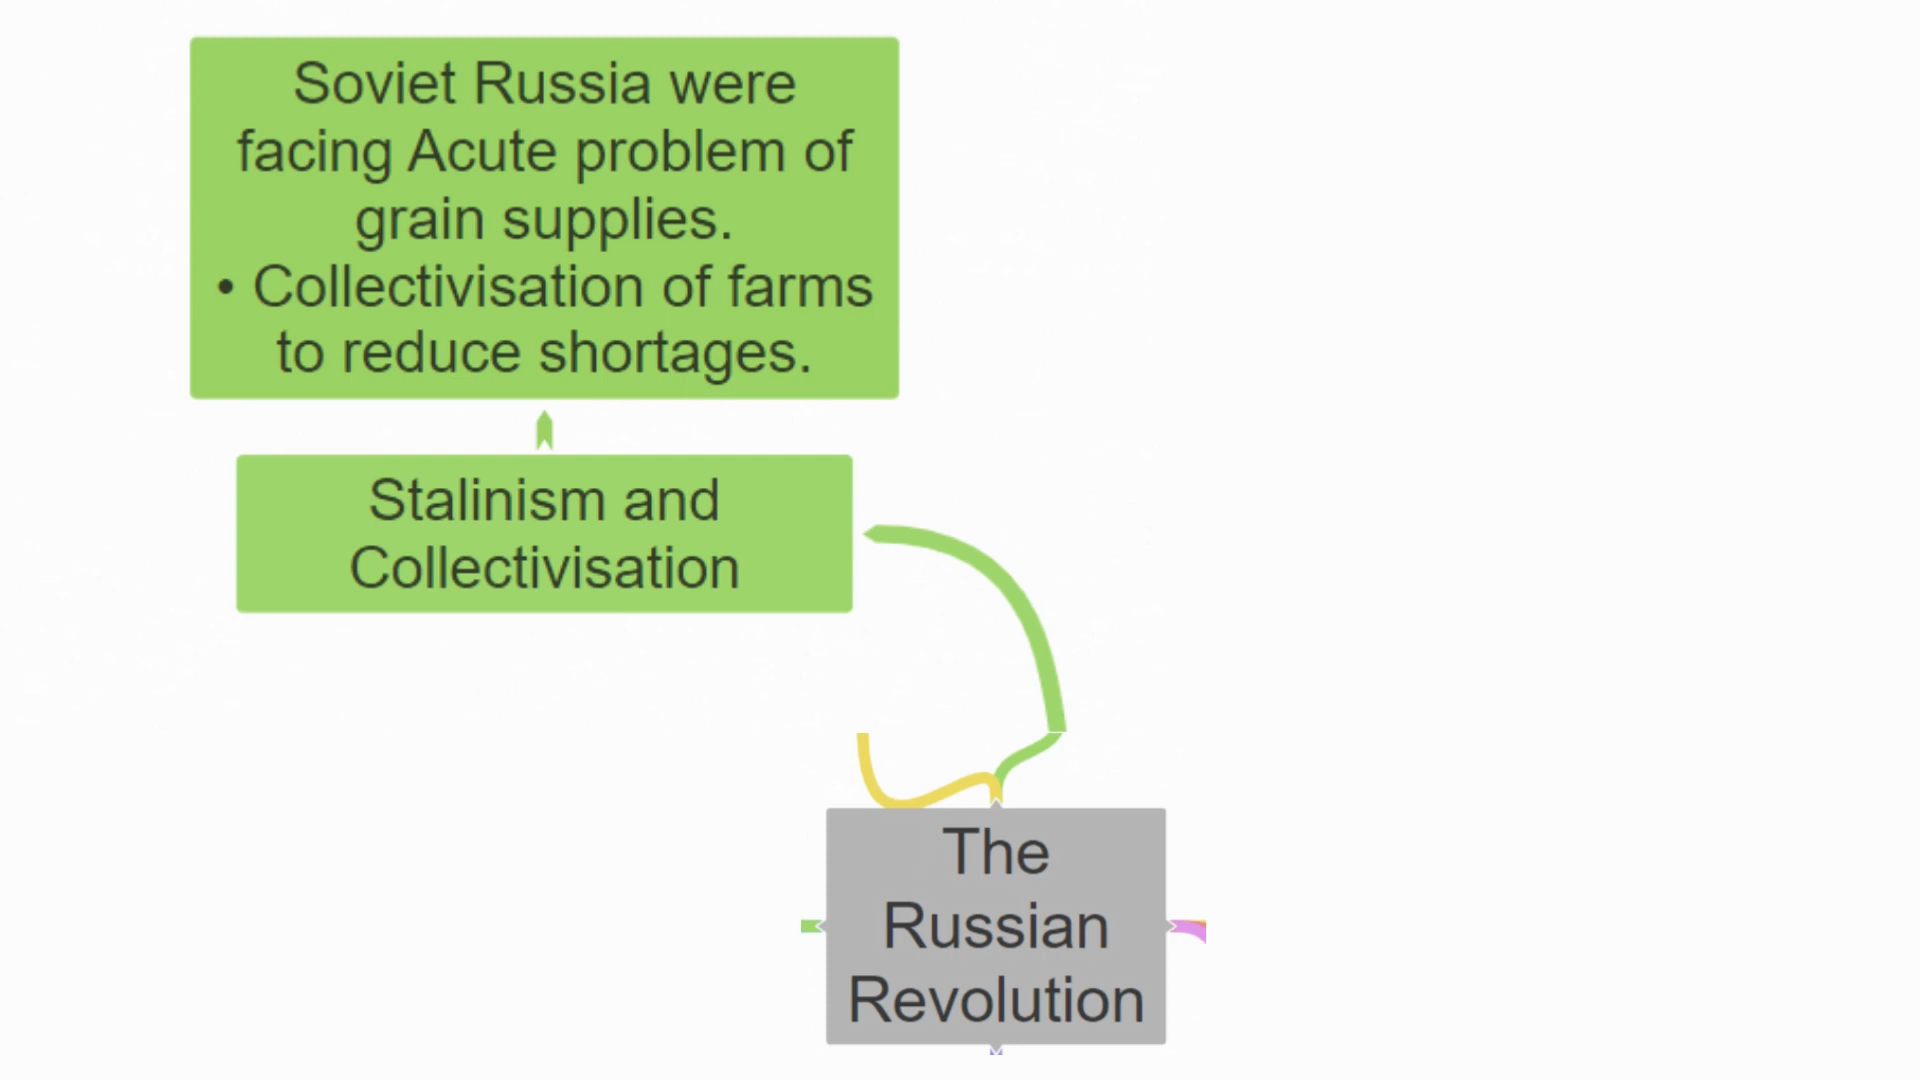 Soviet Russia were
facing Acute problem of
grain supplies.
• Collectivisation of farms
to reduce shortages.
Stalinism and
Collectivisation
The
Russian
Revolution